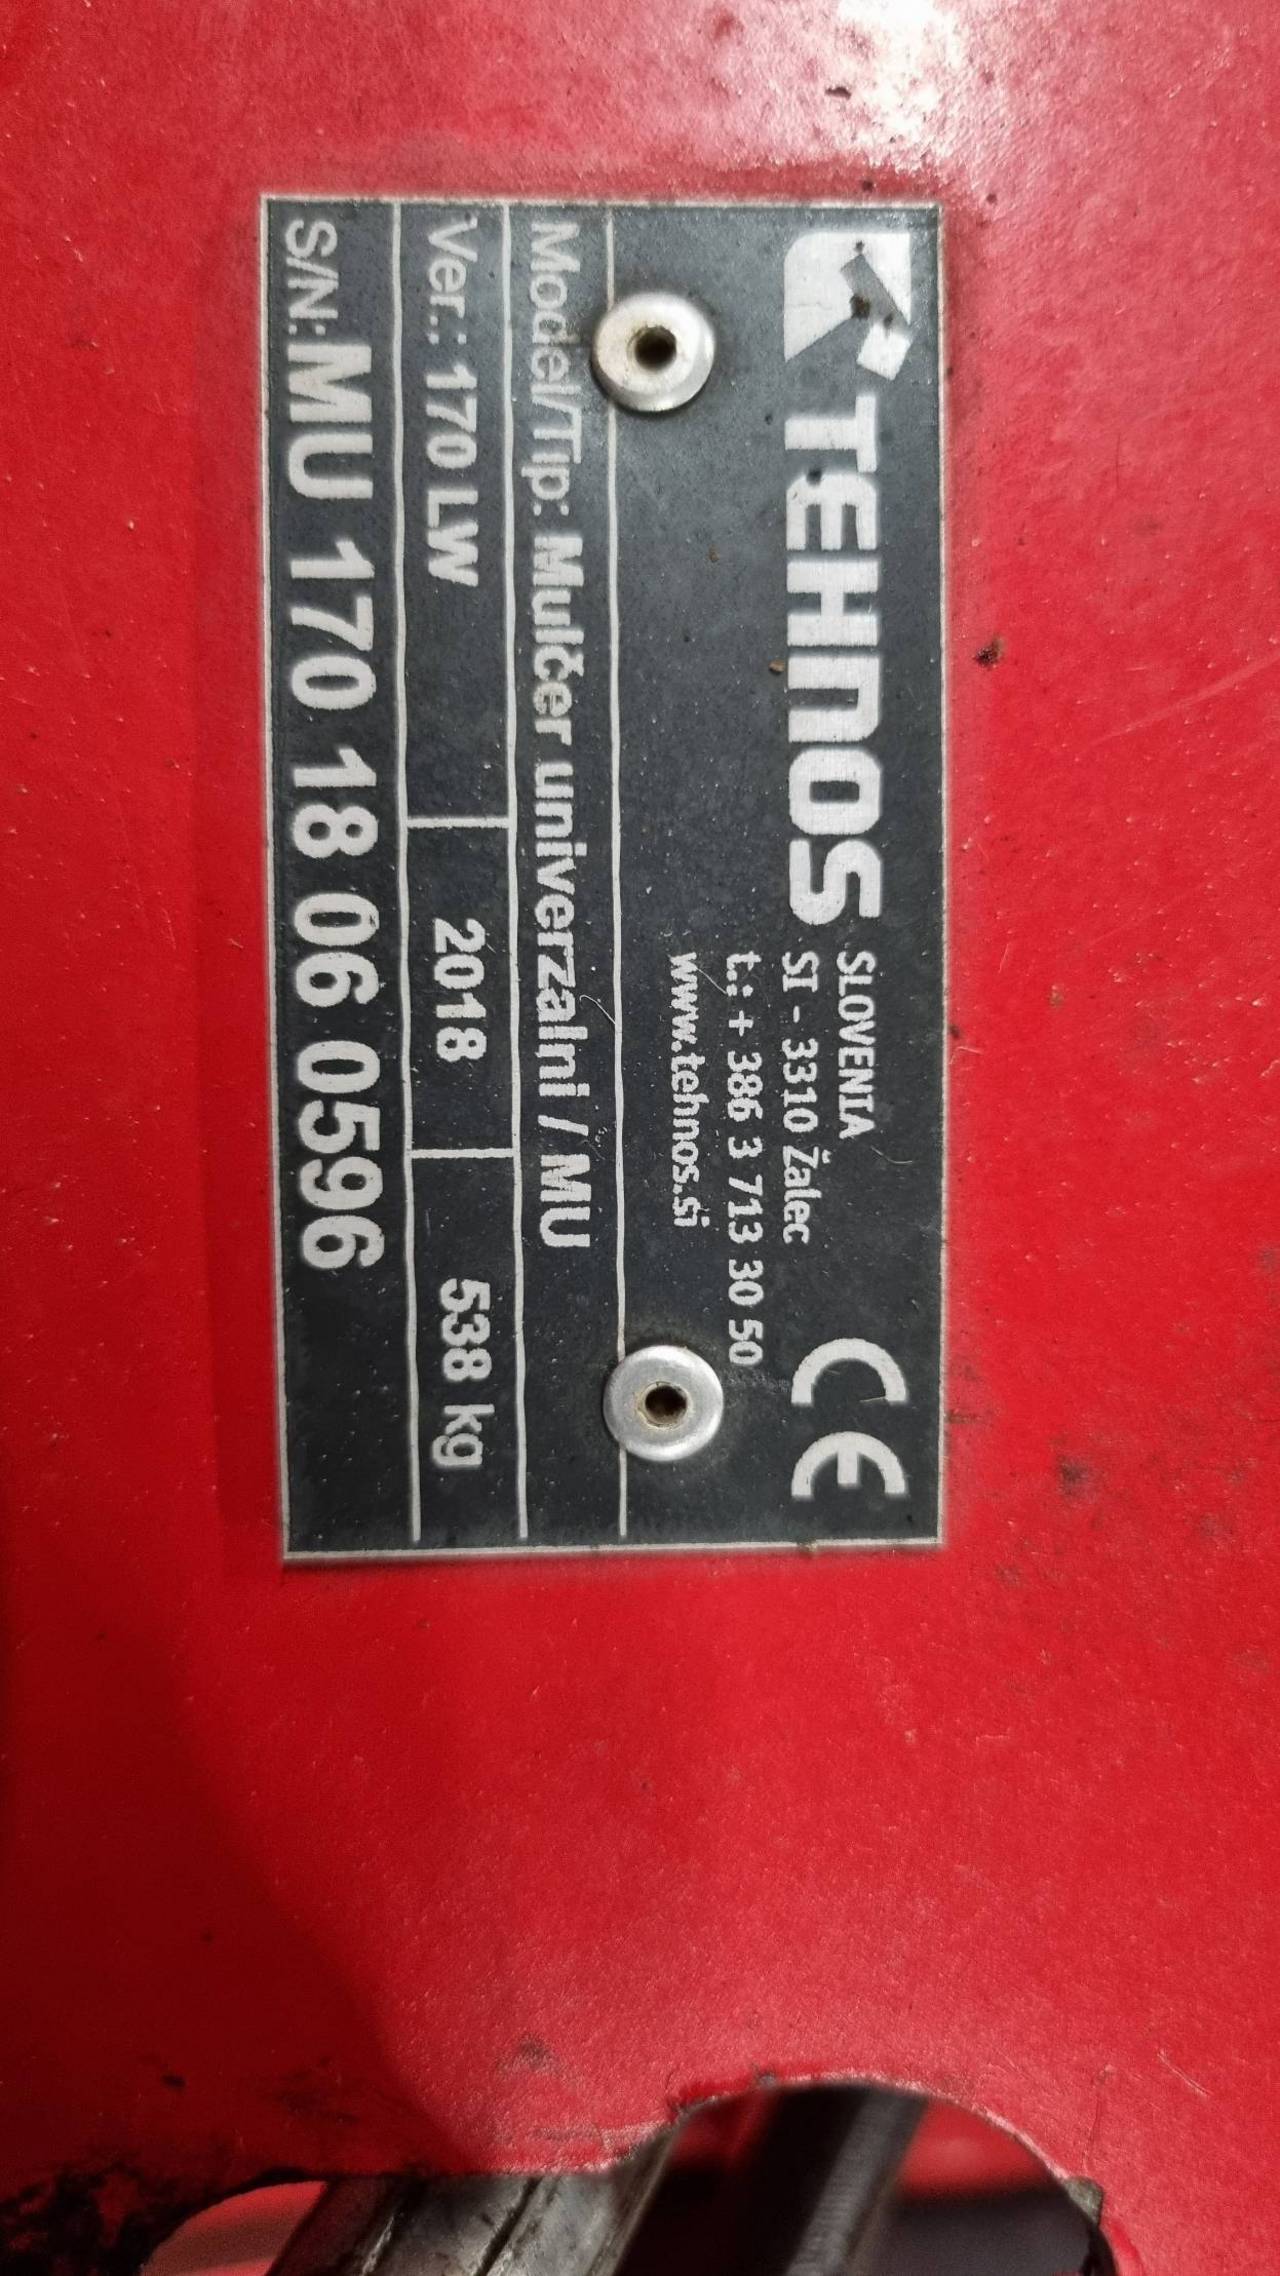 TEHNOS
SLOVENIA
SI - 3310 Žalec
t.: + 386 3 713 30 50
www.tehnos.si
CE
Model/Tip: Mulčer univerzalni / MU
Ver.: 170 LW 2018 538 kg
S/N: MU 170 18 06 0596